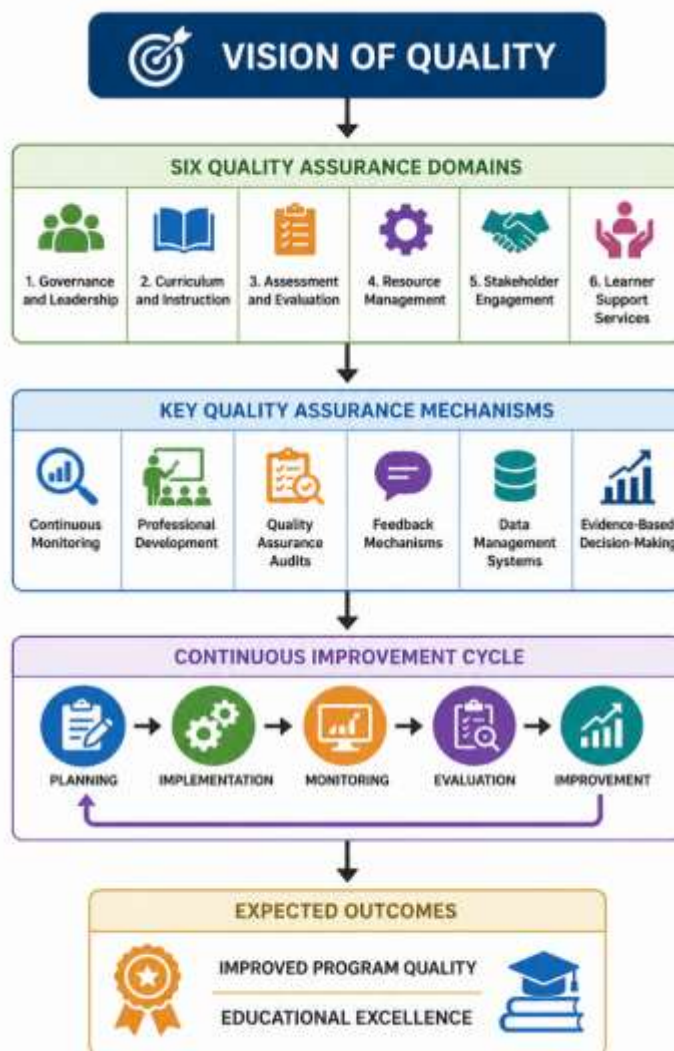 VISION OF QUALITY
SIX QUALITY ASSURANCE DOMAINS
1. Governance
and Leadership
2. Curriculum
and Instruction
3. Assessment
and Evaluation
4. Resource
Management
5. Stakeholder
Engagement
6. Learner
Support
Services
KEY QUALITY ASSURANCE MECHANISMS
Continuous
Monitoring
Professional
Development
Quality
Assurance
Audits
Feedback
Mechanisms
Data
Management
Systems
Evidence-Based
Decision-Making
CONTINUOUS IMPROVEMENT CYCLE
PLANNING
IMPLEMENTATION
MONITORING
EVALUATION
IMPROVEMENT
EXPECTED OUTCOMES
IMPROVED PROGRAM QUALITY
EDUCATIONAL EXCELLENCE